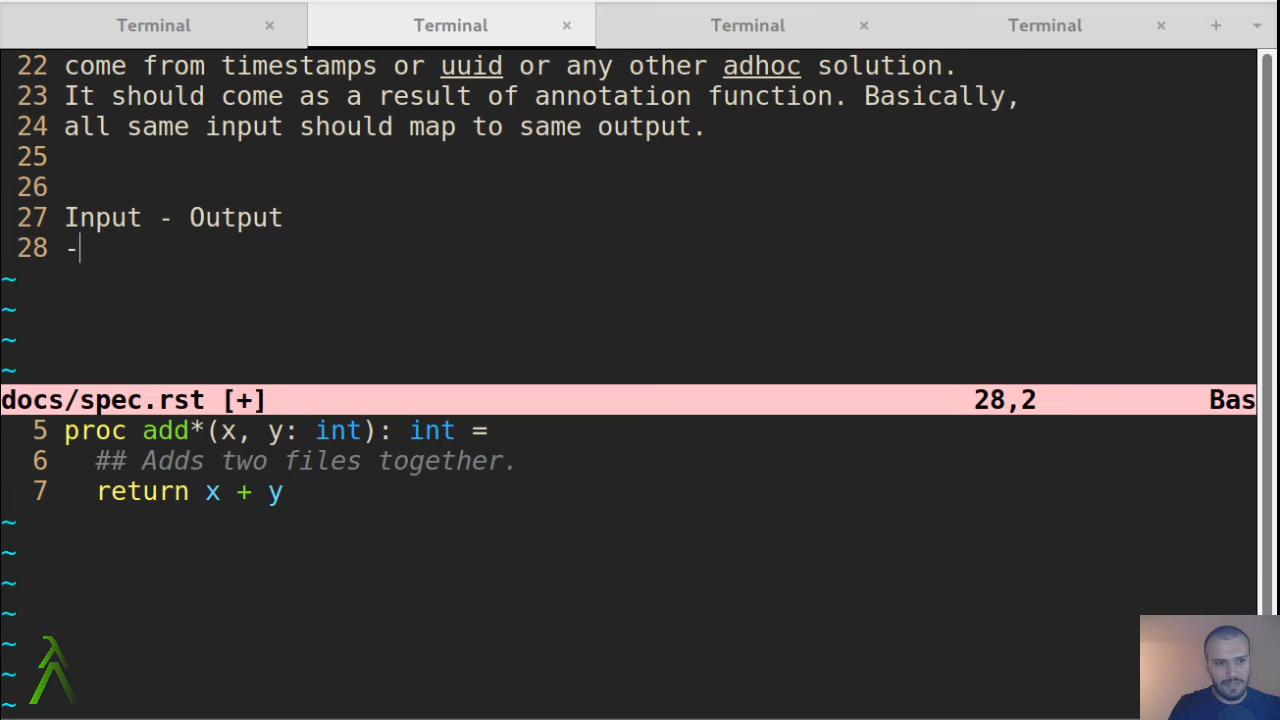 Terminal × Terminal × Terminal × Terminal × +
22 come from timestamps or uuid or any other adhoc solution.
23 It should come as a result of annotation function. Basically,
24 all same input should map to same output.
25
26
27 Input - Output
28 -
~
~
~
~
docs/spec.rst [+] 28,2 Bas
5 proc add*(x, y: int): int =
6 ## Adds two files together.
7 return x + y
~
~
~
~
~
~
~